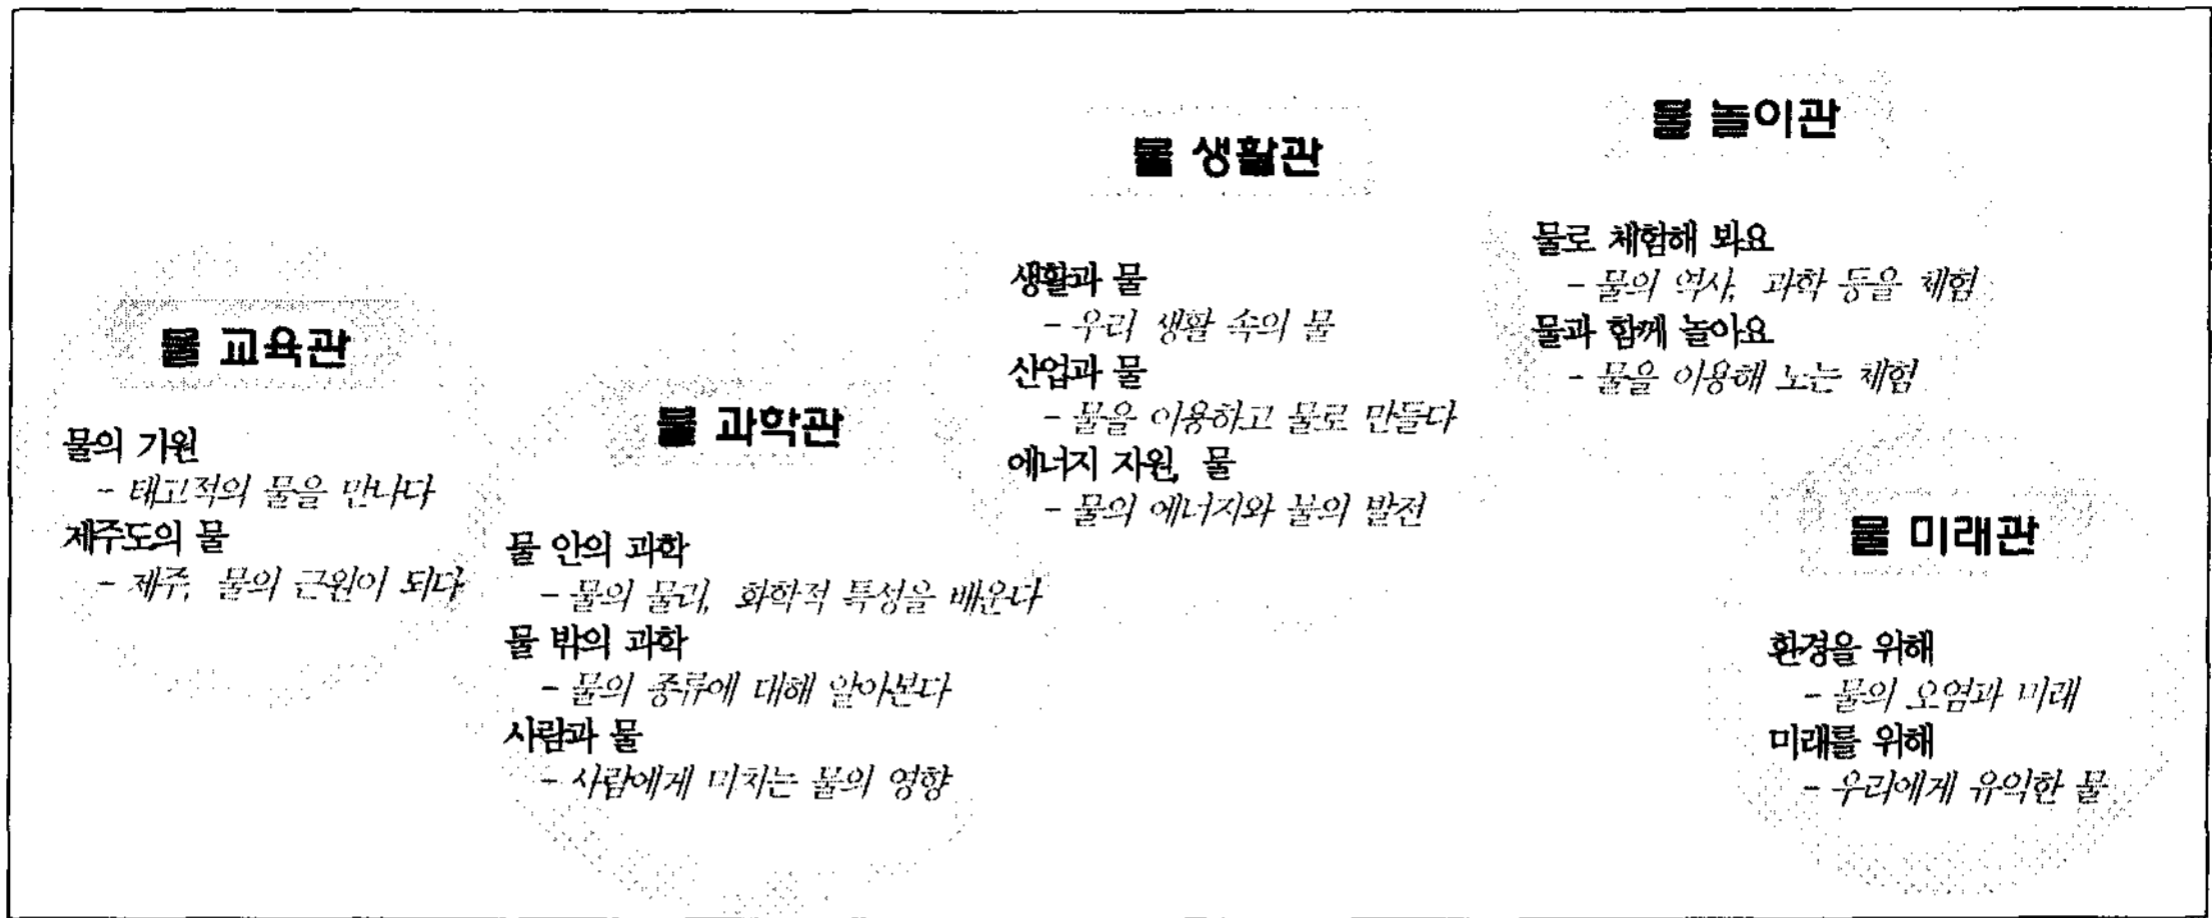 물 교육관
물의 기원
- 태고적의 물을 만나다
제주도의 물
- 제주, 물의 근원이 되다
물 과학관
물 안의 과학
- 물의 물리, 화학적 특성을 배운다
물 밖의 과학
- 물의 종류에 대해 알아본다
사람과 물
- 사람에게 미치는 물의 영향
물 생활관
생활과 물
- 우리 생활 속의 물
산업과 물
- 물을 이용하고 물로 만들다
에너지 자원, 물
- 물의 에너지와 물의 발전
물 놀이관
물로 체험해 봐요
- 물의 역사, 과학 등을 체험
물과 함께 놀아요
- 물을 이용해 노는 체험
물 미래관
환경을 위해
- 물의 오염과 미래
미래를 위해
- 우리에게 유익한 물